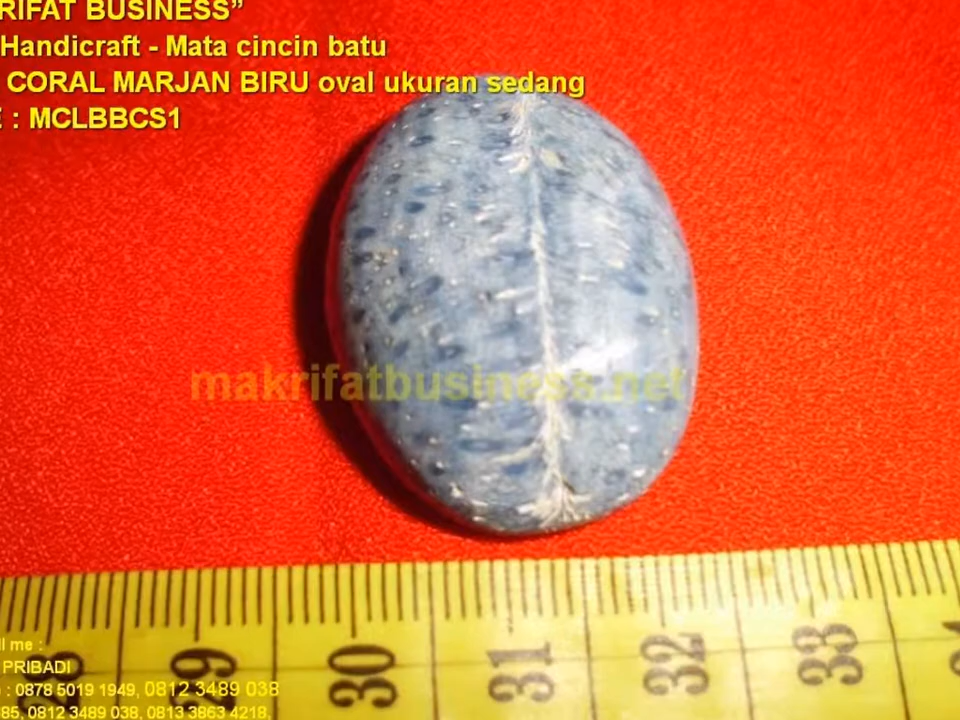 RIFAT BUSINESS”
Handicraft - Mata cincin batu
CORAL MARJAN BIRU oval ukuran sedang
E : MCLBBCS1
makrifatbusiness.net
29 30 31 32 33
ll me :
PRIBADI
: 0878 5019 1949, 0812 3489 038
85, 0812 3489 038, 0813 3863 4218.